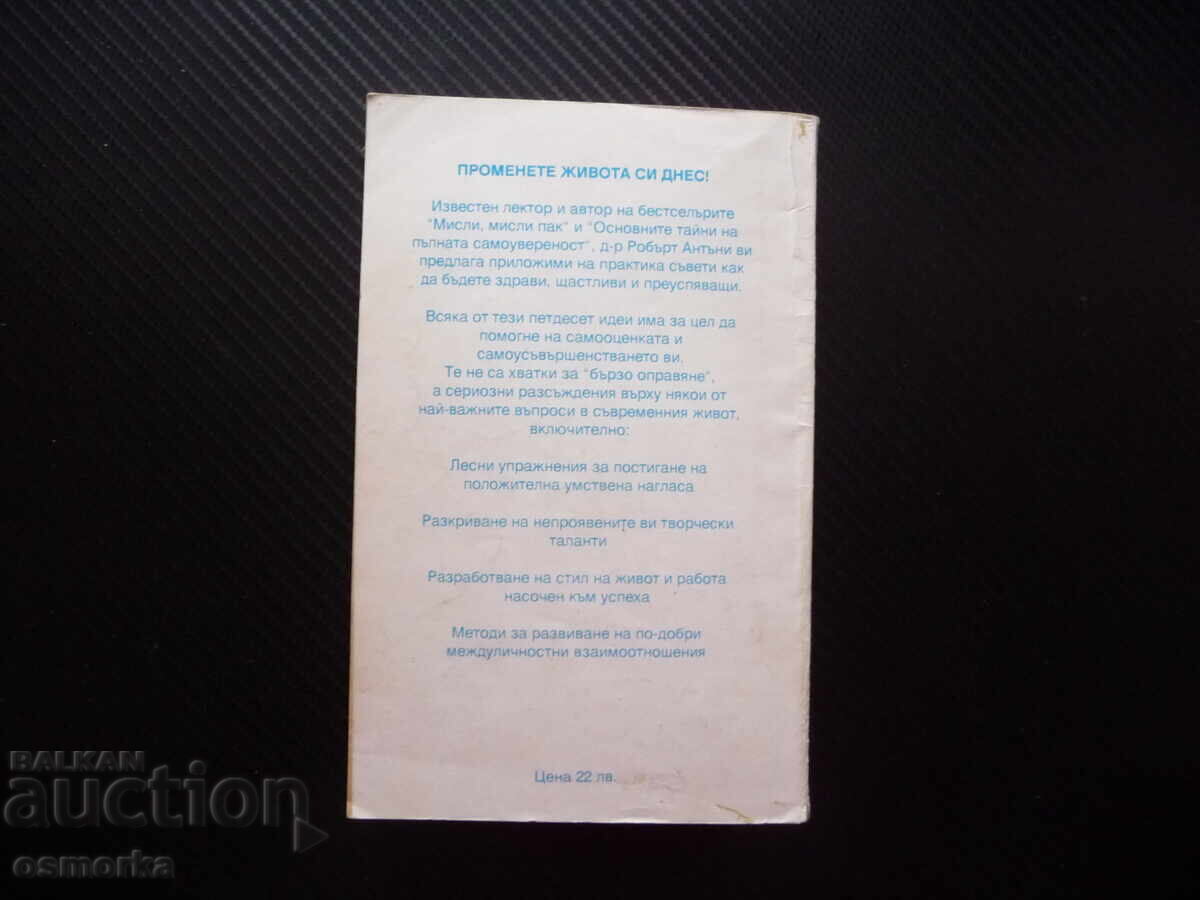 ПРОМЕНЕТЕ ЖИВОТА СИ ДНЕС!
Известен лектор и автор на бестселърите
"Мисли, мисли пак" и "Основните тайни на
пълната самоувереност", д-р Робърт Антъни ви
предлага приложими на практика съвети как
да бъдете здрави, щастливи и преуспяващи.
Всяка от тези петдесет идеи има за цел да
помогне на самооценката и
самоусъвършенстването ви.
Те не са хватки за "бързо оправяне",
а сериозни разсъждения върху някои от
най-важните въпроси в съвременния живот,
включително:
Лесни упражнения за постигане на
положителна умствена нагласа
Разкриване на непроявените ви творчески
таланти
Разработване на стил на живот и работа
насочен към успеха
Методи за развиване на по-добри
междуличностни взаимоотношения
Цена 22 лв.
BALKAN
auction
osmorka